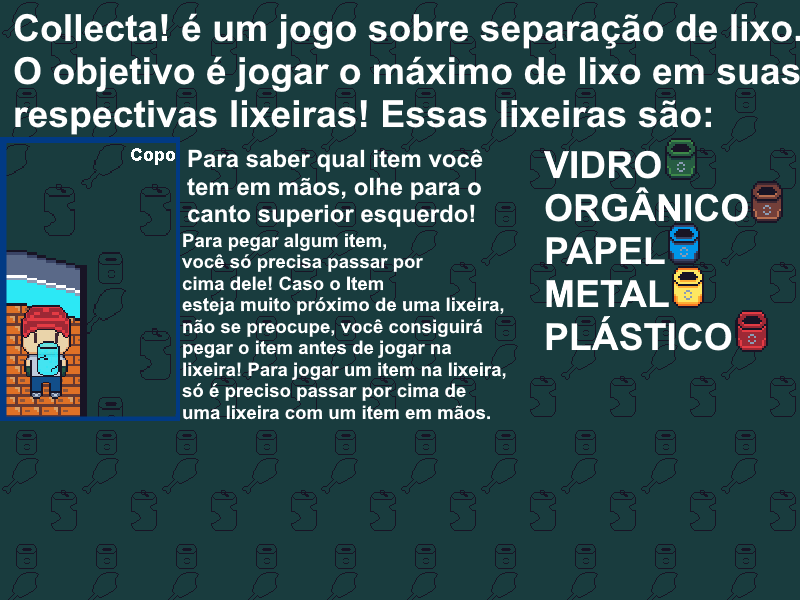 Collecta! é um jogo sobre separação de lixo.
O objetivo é jogar o máximo de lixo em suas
respectivas lixeiras! Essas lixeiras são:
Copo
Para saber qual item você
tem em mãos, olhe para o
canto superior esquerdo!
Para pegar algum item,
você só precisa passar por
cima dele! Caso o Item
esteja muito próximo de uma lixeira,
não se preocupe, você consiguirá
pegar o item antes de jogar na
lixeira! Para jogar um item na lixeira,
só é preciso passar por cima de
uma lixeira com um item em mãos.
VIDRO
ORGÂNICO
PAPEL
METAL
PLÁSTICO